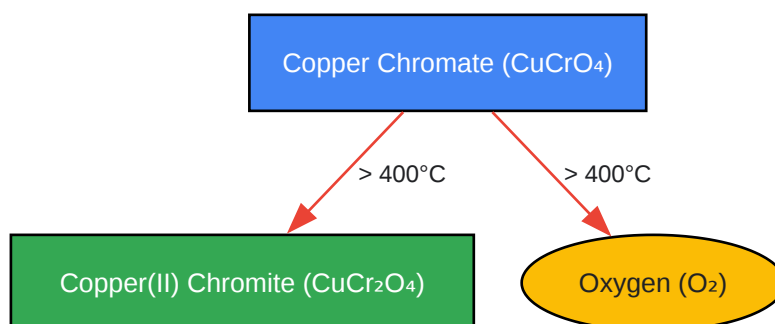 Copper Chromate (CuCrO₄)
> 400°C
> 400°C
Copper(II) Chromite (CuCr₂O₄)
Oxygen (O₂)